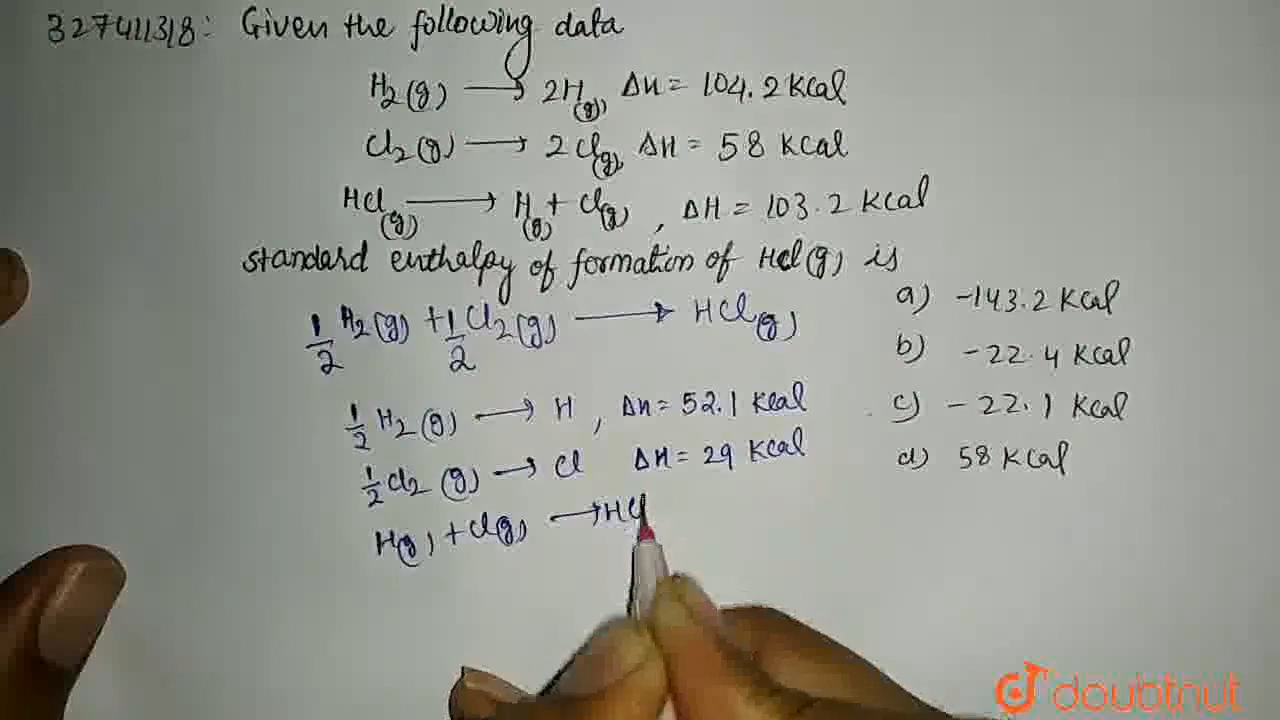 327411318: Given the following data
H₂(g) ⟶ 2H(g), ΔH = 104.2 KCal
Cl₂(g) ⟶ 2Cl(g), ΔH = 58 KCal
HCl(g) ⟶ H(g) + Cl(g), ΔH = 103.2 KCal
standard enthalpy of formation of HCl(g) is
1/2 H₂(g) + 1/2 Cl₂(g) ⟶ HCl(g)
a) -143.2 KCal
b) -22.4 KCal
c) -22.1 KCal
d) 58 KCal
1/2 H₂(g) ⟶ H, ΔH = 52.1 KCal
1/2 Cl₂(g) ⟶ Cl ΔH = 29 KCal
H(g) + Cl(g) ⟶ HCl
doubtnut